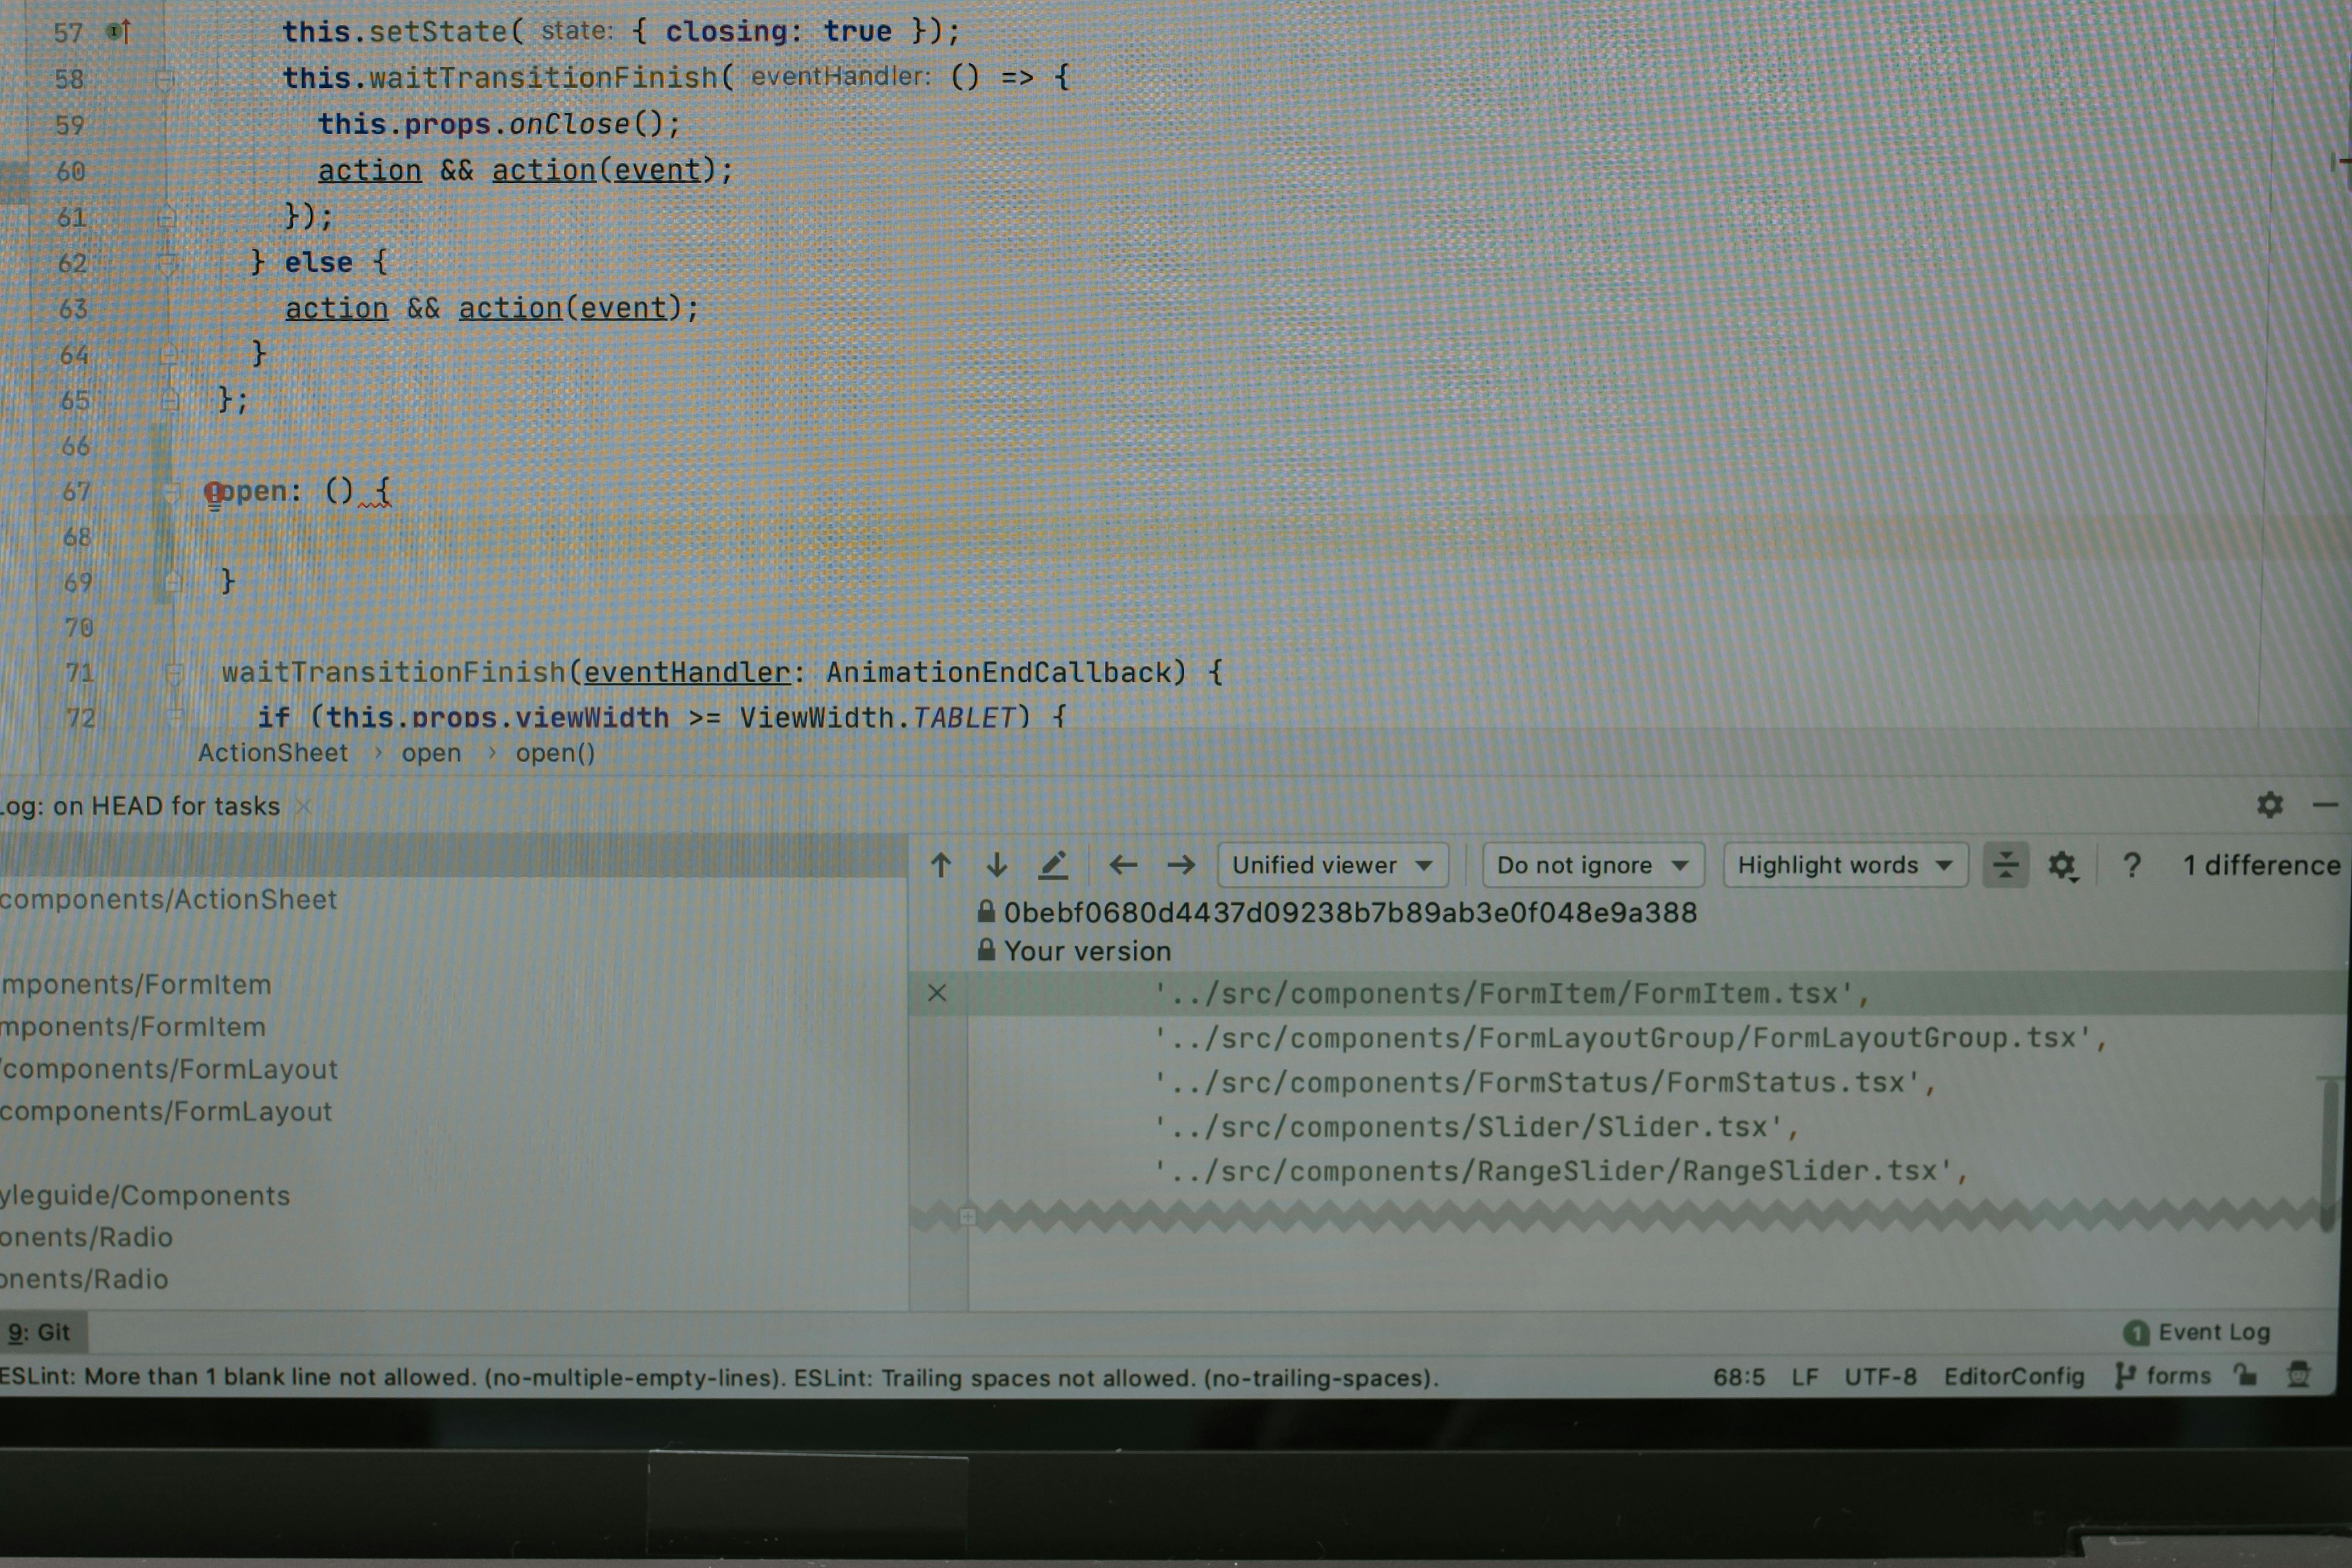 57 this.setState( state: { closing: true });
58 this.waitTransitionFinish( eventHandler: () => {
59 this.props.onClose();
60 action && action(event);
61 });
62 } else {
63 action && action(event);
64 }
65 };
66
67 open: () {
68
69 }
70
71 waitTransitionFinish(eventHandler: AnimationEndCallback) {
72 if (this.props.viewWidth >= ViewWidth.TABLET) {
ActionSheet > open > open()
Log: on HEAD for tasks
components/ActionSheet
mponents/FormItem
mponents/FormItem
/components/FormLayout
components/FormLayout
yleguide/Components
onents/Radio
onents/Radio
Unified viewer Do not ignore Highlight words ? 1 difference
0bebf0680d4437d09238b7b89ab3e0f048e9a388
Your version
'../src/components/FormItem/FormItem.tsx',
'../src/components/FormLayoutGroup/FormLayoutGroup.tsx',
'../src/components/FormStatus/FormStatus.tsx',
'../src/components/Slider/Slider.tsx',
'../src/components/RangeSlider/RangeSlider.tsx',
9: Git
1 Event Log
ESLint: More than 1 blank line not allowed. (no-multiple-empty-lines). ESLint: Trailing spaces not allowed. (no-trailing-spaces).
68:5 LF UTF-8 EditorConfig forms